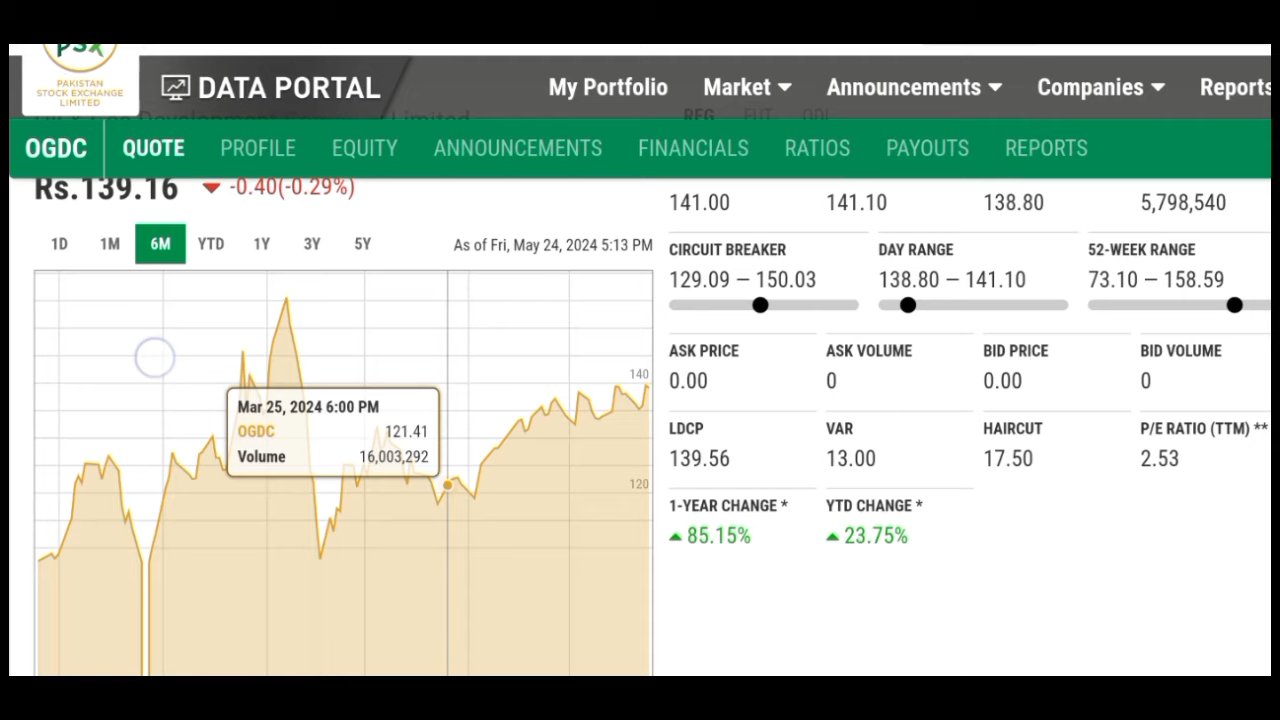 PSX
PAKISTAN
STOCK EXCHANGE
LIMITED
DATA PORTAL
My Portfolio
Market
Announcements
Companies
Reports
Limited
REG FUT ODL
OGDC
QUOTE
PROFILE
EQUITY
ANNOUNCEMENTS
FINANCIALS
RATIOS
PAYOUTS
REPORTS
Rs.139.16 -0.40(-0.29%)
141.00 141.10 138.80 5,798,540
1D 1M 6M YTD 1Y 3Y 5Y As of Fri, May 24, 2024 5:13 PM
CIRCUIT BREAKER DAY RANGE 52-WEEK RANGE
129.09 — 150.03 138.80 — 141.10 73.10 — 158.59
ASK PRICE ASK VOLUME BID PRICE BID VOLUME
0.00 0 0.00 0
140
Mar 25, 2024 6:00 PM
OGDC 121.41
Volume 16,003,292
120
LDCP VAR HAIRCUT P/E RATIO (TTM) **
139.56 13.00 17.50 2.53
1-YEAR CHANGE * YTD CHANGE *
85.15% 23.75%